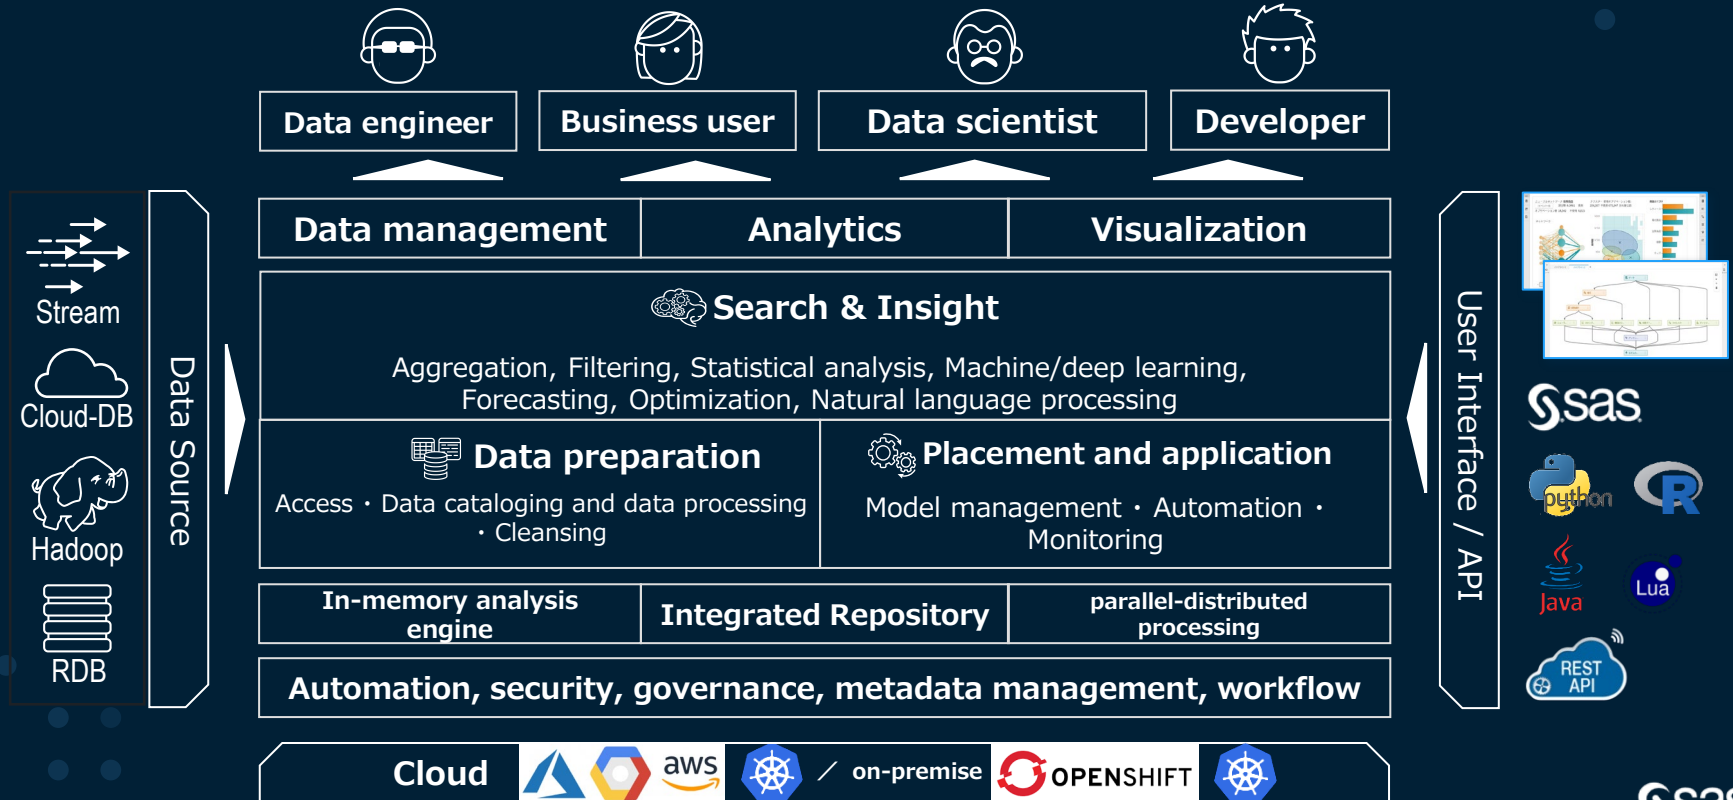 Data engineer
Business user
Data scientist
Developer
Data management
Analytics
Visualization
Stream
Cloud-DB
Hadoop
RDB
Data Source
Search & Insight
Aggregation, Filtering, Statistical analysis, Machine/deep learning,
Forecasting, Optimization, Natural language processing
Data preparation
Access・Data cataloging and data processing
・Cleansing
Placement and application
Model management・Automation・
Monitoring
In-memory analysis
engine
Integrated Repository
parallel-distributed
processing
Automation, security, governance, metadata management, workflow
Cloud
aws
／ on-premise
OPENSHIFT
User Interface / API
sas
python
R
Java
Lua
REST
API